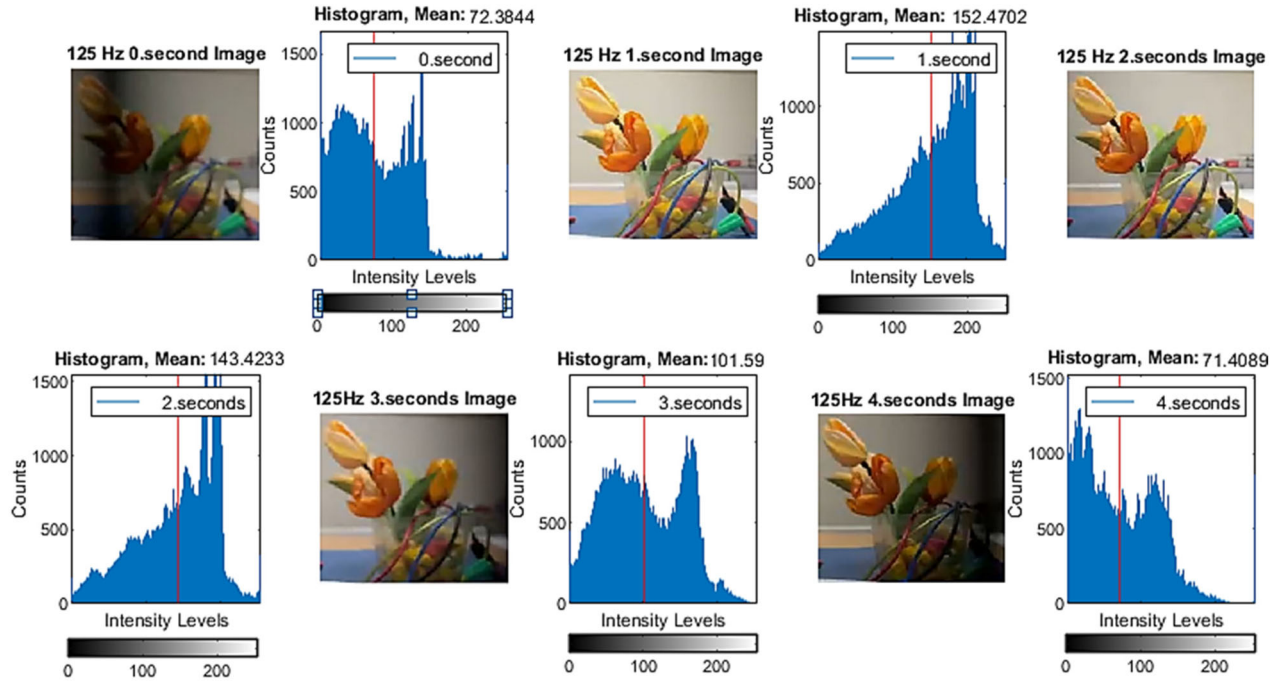 Histogram, Mean: 72.3844
125 Hz 0.second Image
0.second
1500
1000
500
0
Counts
Intensity Levels
0 100 200
125 Hz 1.second Image
Histogram, Mean: 152.4702
1.second
1000
500
0
Counts
Intensity Levels
0 100 200
125 Hz 2.seconds Image
Histogram, Mean: 143.4233
2.seconds
1500
1000
500
0
Counts
Intensity Levels
0 100 200
125Hz 3.seconds Image
Histogram, Mean: 101.59
3.seconds
1000
500
0
Counts
Intensity Levels
0 100 200
125Hz 4.seconds Image
Histogram, Mean: 71.4089
4.seconds
1500
1000
500
0
Counts
Intensity Levels
0 100 200